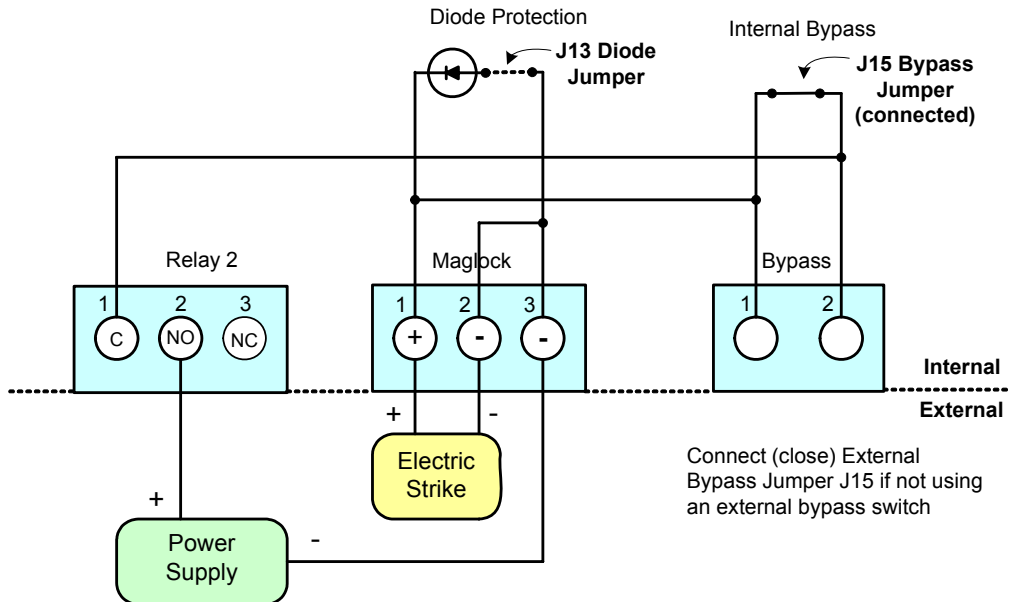 Diode Protection
J13 Diode
Jumper
Internal Bypass
J15 Bypass
Jumper
(connected)
Relay 2
Maglock
Bypass
1 2 3
C NO NC
1 2 3
+ - -
1 2
Internal
External
+ -
Electric
Strike
Connect (close) External
Bypass Jumper J15 if not using
an external bypass switch
+
-
Power
Supply